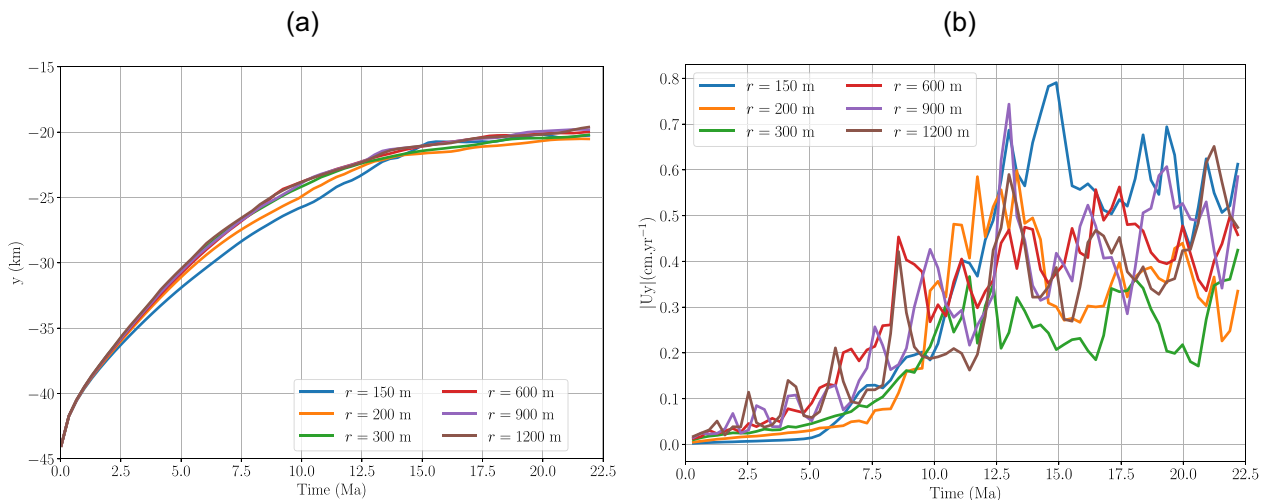 (a)
(b)
−15
−20
−25
−30
−35
−40
−45
y (km)
0.0 2.5 5.0 7.5 10.0 12.5 15.0 17.5 20.0 22.5
Time (Ma)
r = 150 m r = 600 m
r = 200 m r = 900 m
r = 300 m r = 1200 m
0.8
0.7
0.6
0.5
0.4
0.3
0.2
0.1
0.0
|Uy|(cm.yr⁻¹)
0.0 2.5 5.0 7.5 10.0 12.5 15.0 17.5 20.0 22.5
Time (Ma)
r = 150 m r = 600 m
r = 200 m r = 900 m
r = 300 m r = 1200 m